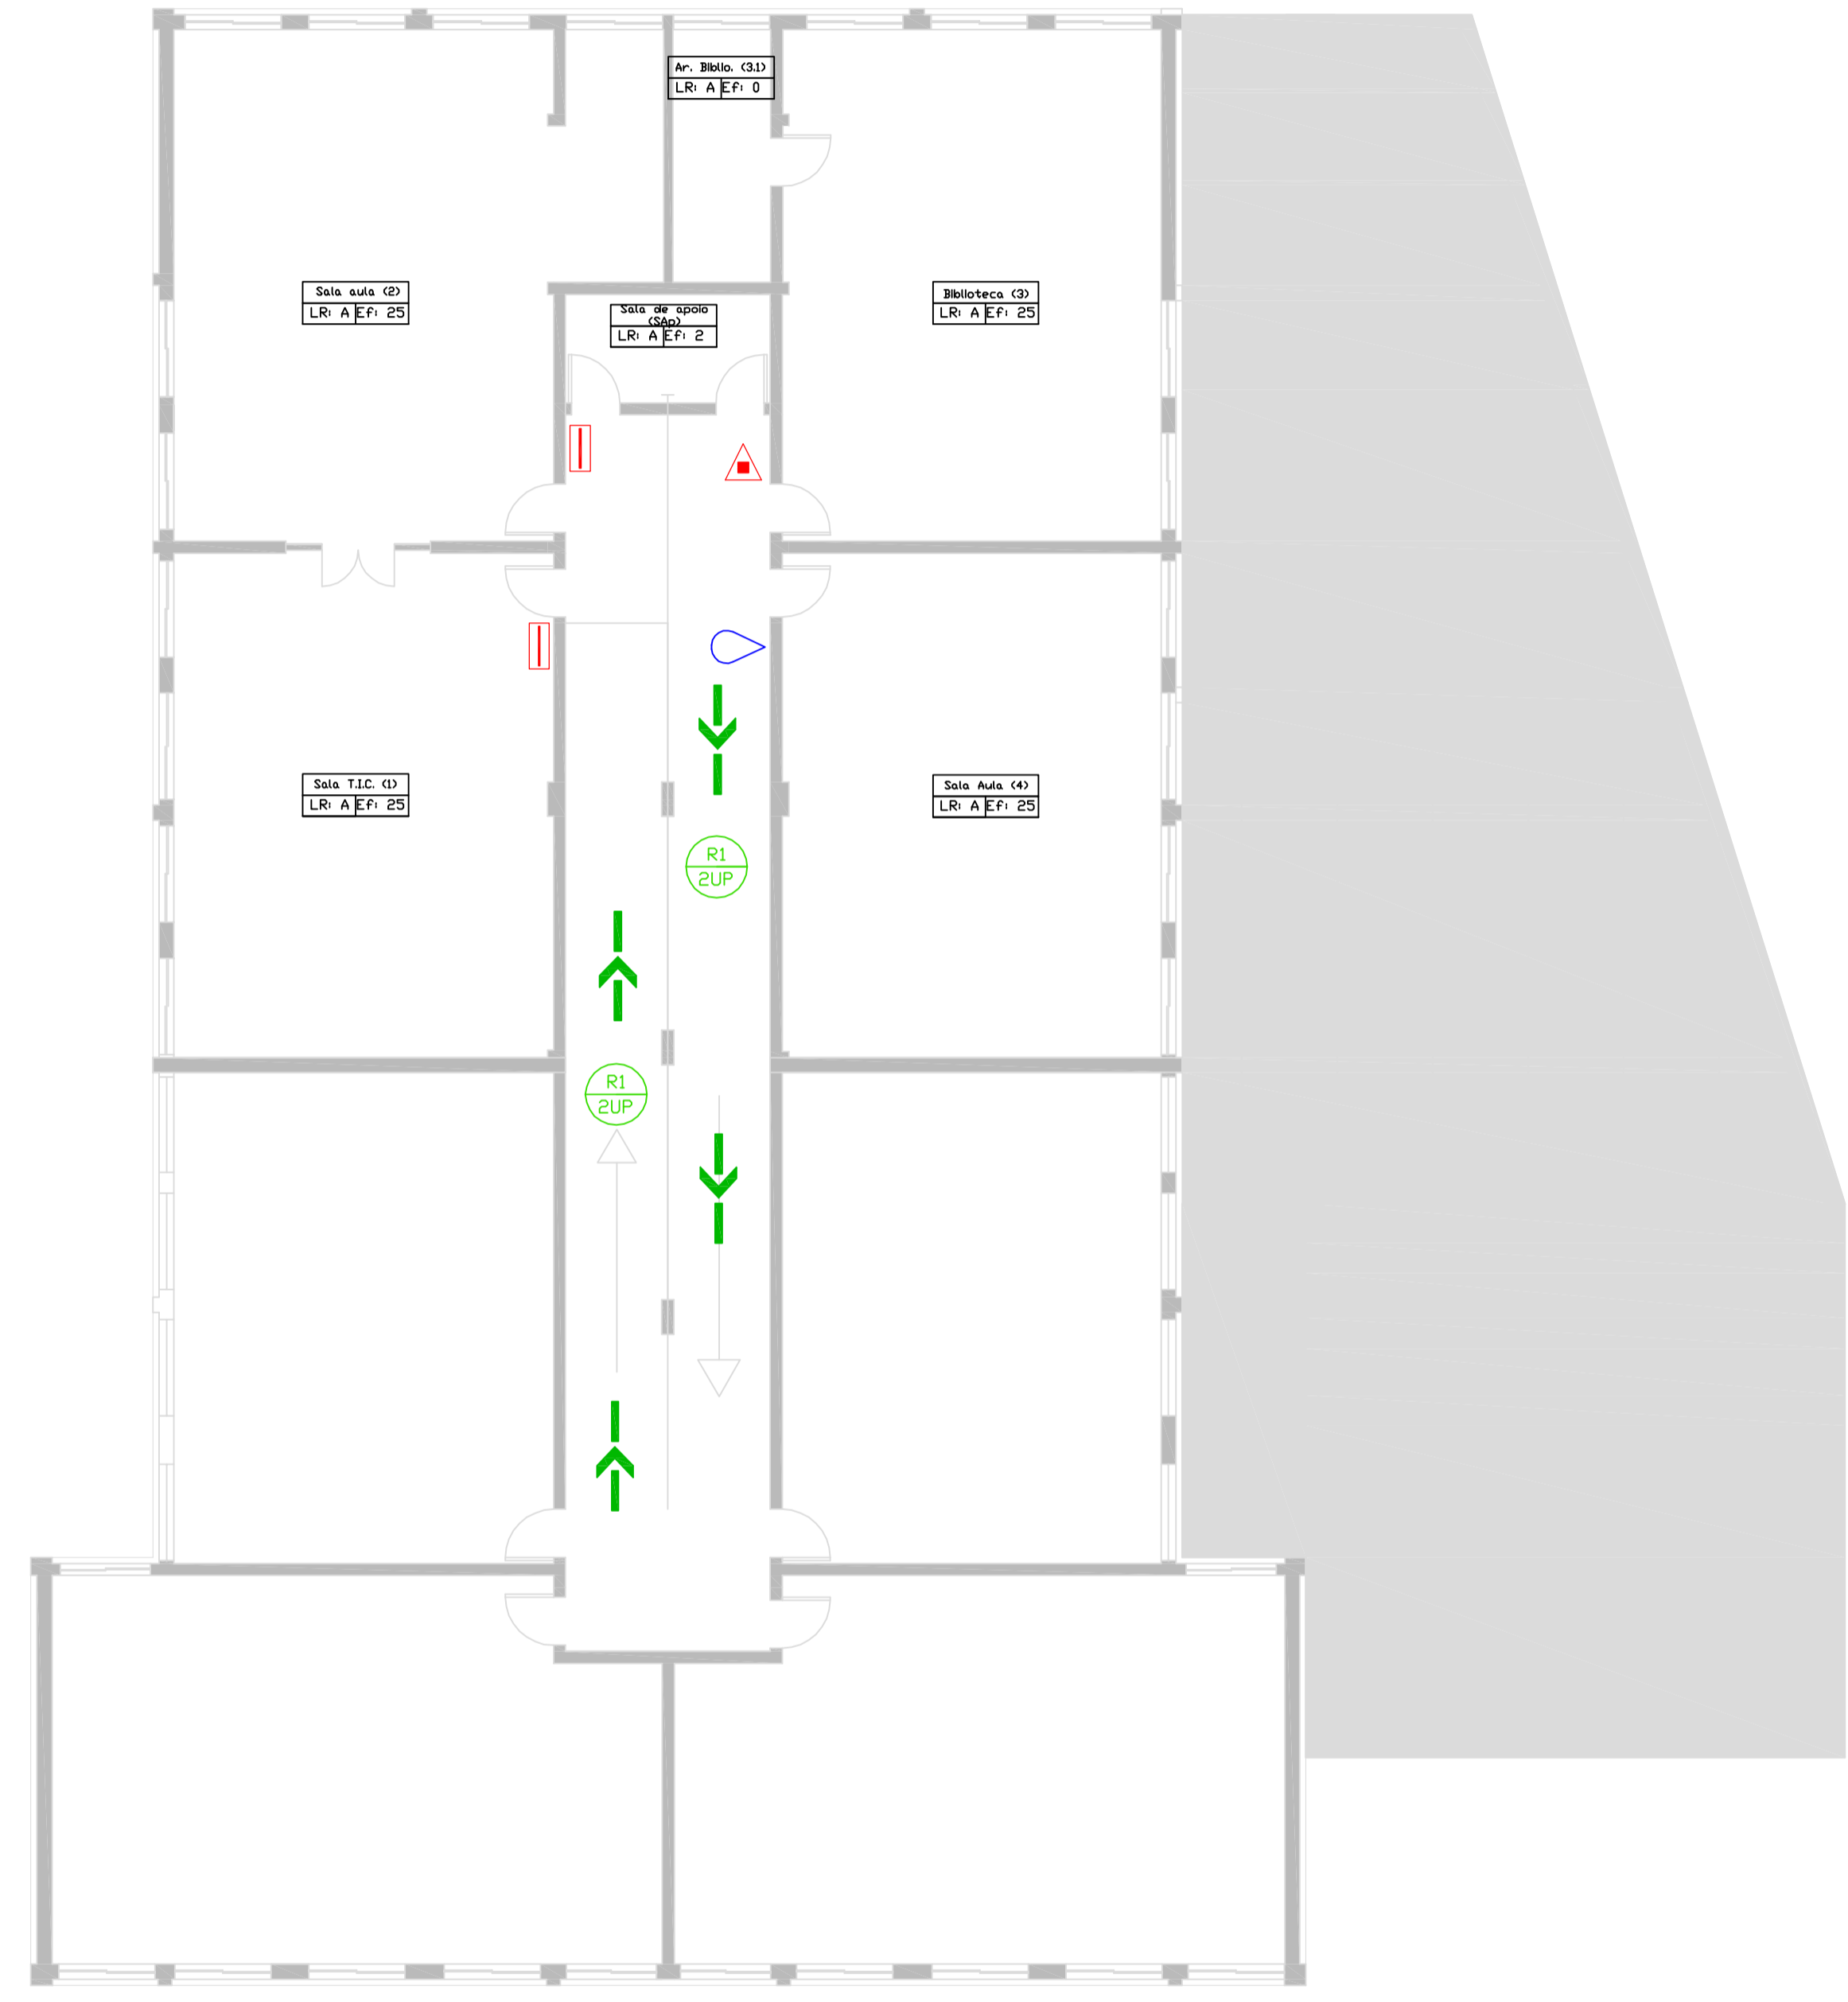 Ar. Biblio. (3.1)
LR: A Ef: 0
Sala aula (2)
LR: A Ef: 25
Sala de apoio
(SAp)
LR: A Ef: 2
Biblioteca (3)
LR: A Ef: 25
Sala T.I.C. (1)
LR: A Ef: 25
Sala Aula (4)
LR: A Ef: 25
R1
2UP
R1
2UP